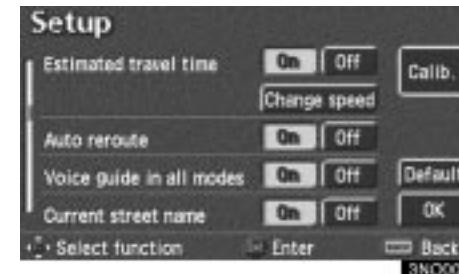 Setup
Estimated travel time On Off Calib.
Change speed
Auto reroute On Off
Voice guide in all modes On Off Default
Current street name On Off OK
Select function Enter Back